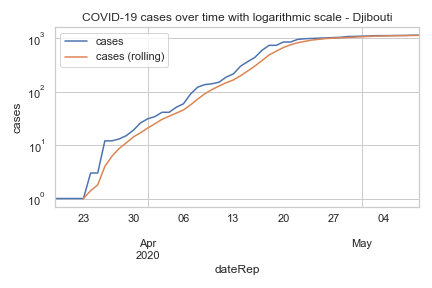 COVID-19 cases over time with logarithmic scale - Djibouti
cases
cases (rolling)
10³
10²
10¹
10⁰
cases
23 30 06 13 20 27 04
Apr May
2020
dateRep